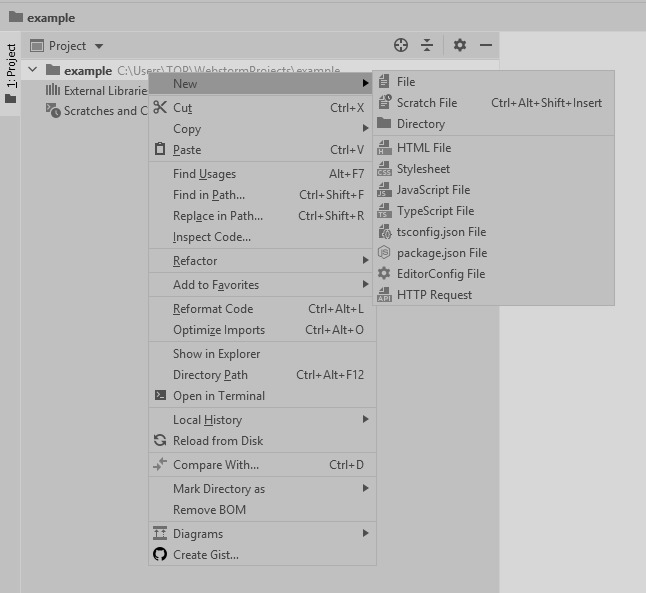 example
1: Project
Project
example C:\Users\TOP\WebstormProjects\example
External Librarie
Scratches and C
New
Cut Ctrl+X
Copy
Paste Ctrl+V
Find Usages Alt+F7
Find in Path... Ctrl+Shift+F
Replace in Path... Ctrl+Shift+R
Inspect Code...
Refactor
Add to Favorites
Reformat Code Ctrl+Alt+L
Optimize Imports Ctrl+Alt+O
Show in Explorer
Directory Path Ctrl+Alt+F12
Open in Terminal
Local History
Reload from Disk
Compare With... Ctrl+D
Mark Directory as
Remove BOM
Diagrams
Create Gist...
File
Scratch File Ctrl+Alt+Shift+Insert
Directory
HTML File
Stylesheet
JavaScript File
TypeScript File
tsconfig.json File
package.json File
EditorConfig File
HTTP Request